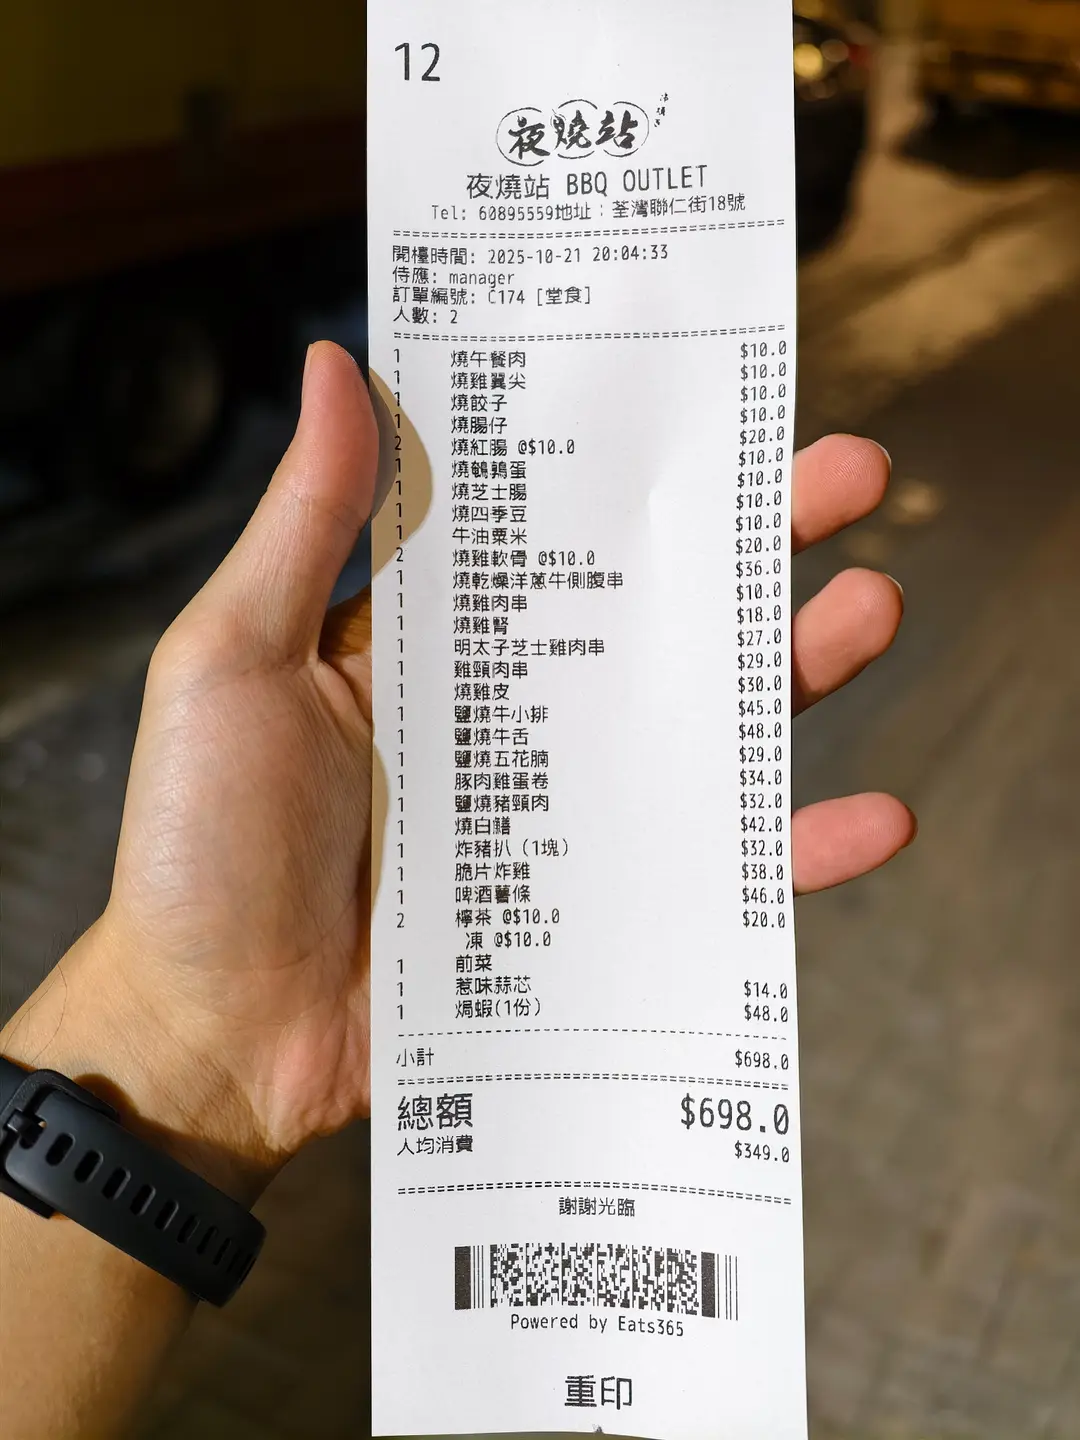 12
夜燒站
夜燒站 BBQ OUTLET
Tel: 60895559地址：荃灣聯仁街18號
開檯時間: 2025-10-21 20:04:33
侍應: manager
訂單編號: C174 [堂食]
人數: 2
1 燒午餐肉 $10.0
1 燒雞翼尖 $10.0
1 燒餃子 $10.0
1 燒腸仔 $10.0
2 燒紅腸 @$10.0 $20.0
1 燒鵪鶉蛋 $10.0
1 燒芝士腸 $10.0
1 燒四季豆 $10.0
1 牛油粟米 $10.0
2 燒雞軟骨 @$10.0 $20.0
1 燒乾燥洋蔥牛側腹串 $36.0
1 燒雞肉串 $10.0
1 燒雞腎 $18.0
1 明太子芝士雞肉串 $27.0
1 雞頸肉串 $29.0
1 燒雞皮 $30.0
1 鹽燒牛小排 $45.0
1 鹽燒牛舌 $48.0
1 鹽燒五花腩 $29.0
1 豚肉雞蛋卷 $34.0
1 鹽燒豬頸肉 $32.0
1 燒白鱔 $42.0
1 炸豬扒（1塊） $32.0
1 脆片炸雞 $38.0
1 啤酒薯條 $46.0
2 檸茶 @$10.0 $20.0
凍 @$10.0
1 前菜
1 惹味蒜芯 $14.0
1 焗蝦(1份) $48.0
小計 $698.0
總額 $698.0
人均消費 $349.0
謝謝光臨
Powered by Eats365
重印